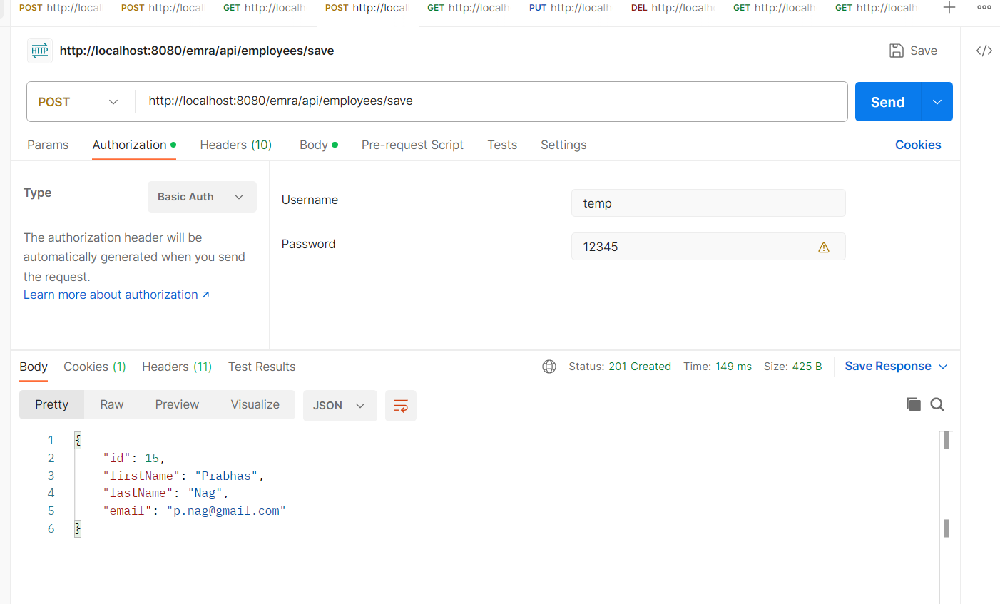 POST http://local POST http://local GET http://localh POST http://local GET http://localh PUT http://localh DEL http://localh GET http://localh GET http://localh
HTTP http://localhost:8080/emra/api/employees/save Save </>
POST http://localhost:8080/emra/api/employees/save Send
Params Authorization Headers (10) Body Pre-request Script Tests Settings Cookies
Type Basic Auth
The authorization header will be
automatically generated when you send
the request.
Learn more about authorization ↗
Username temp
Password 12345
Body Cookies (1) Headers (11) Test Results Status: 201 Created Time: 149 ms Size: 425 B Save Response
Pretty Raw Preview Visualize JSON
1 {
2 "id": 15,
3 "firstName": "Prabhas",
4 "lastName": "Nag",
5 "email": "p.nag@gmail.com"
6 }